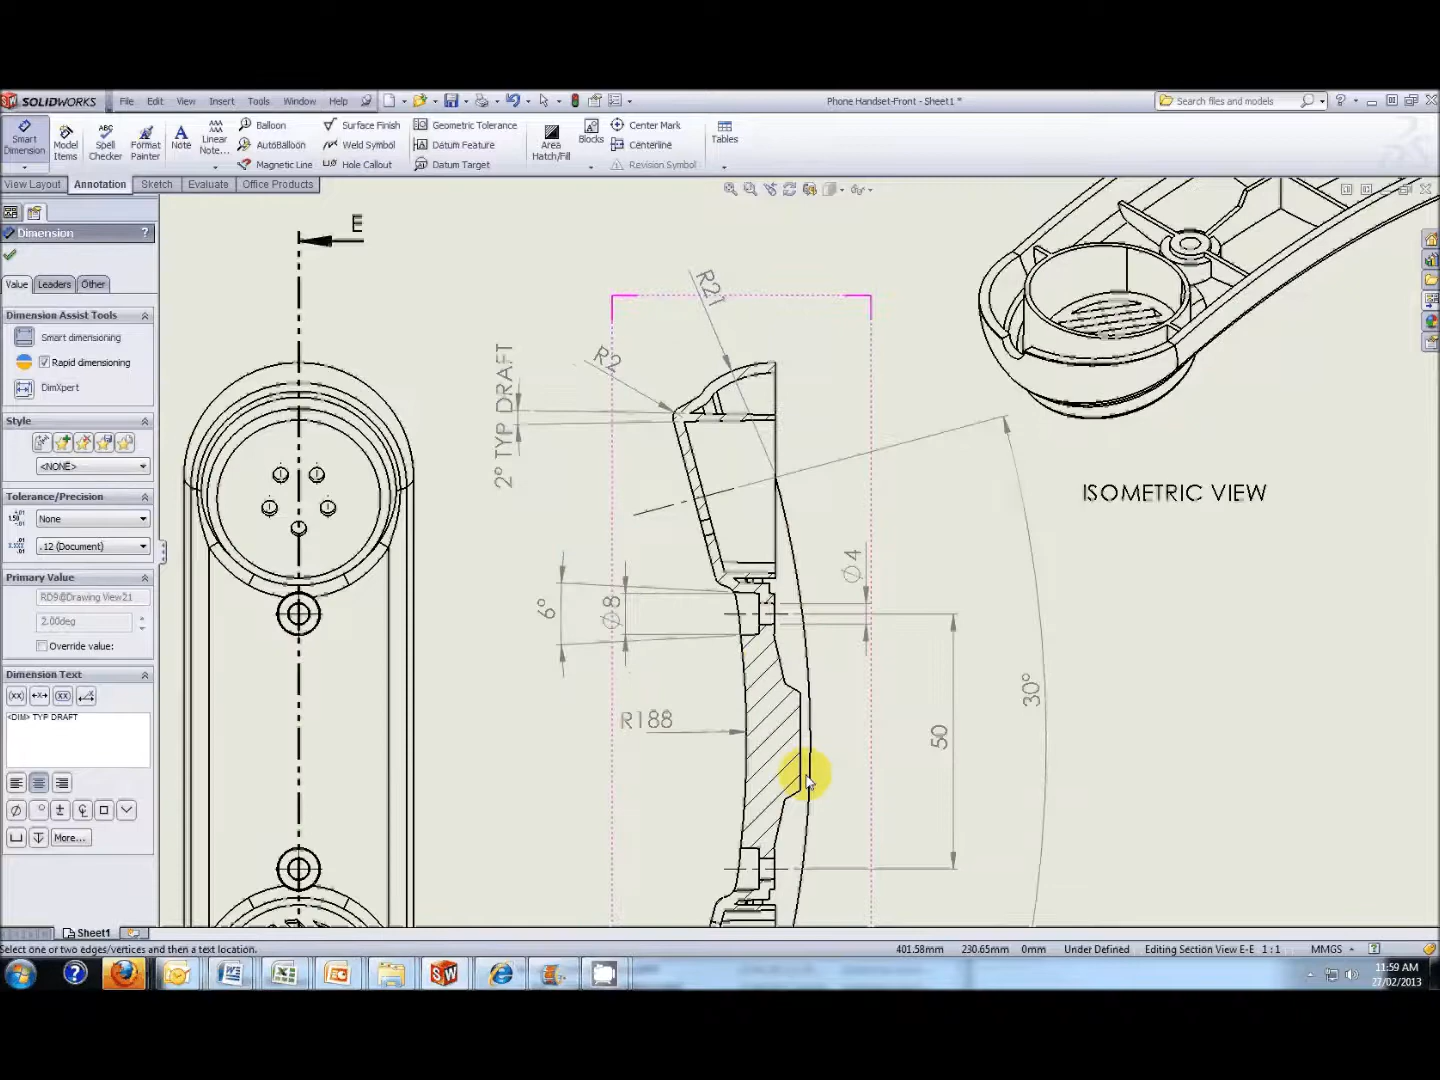 SOLIDWORKS File Edit View Insert Tools Window Help Phone Handset-Front - Sheet1 * Search files and models
Smart Dimension
Model Items
Spell Checker
Format Painter
Note
Linear Note...
Balloon
AutoBalloon
Magnetic Line
Surface Finish
Weld Symbol
Hole Callout
Geometric Tolerance
Datum Feature
Datum Target
Area Hatch/Fill
Blocks
Center Mark
Centerline
Revision Symbol
Tables
View Layout Annotation Sketch Evaluate Office Products
Dimension ?
Value Leaders Other
Dimension Assist Tools
Smart dimensioning
Rapid dimensioning
DimXpert
Style
<NONE>
Tolerance/Precision
None
.12 (Document)
Primary Value
RD9@Drawing View21
2.00deg
Override value:
Dimension Text
<DIM> TYP DRAFT
More...
E
R21
R2
2° TYP DRAFT
6°
Ø8
Ø4
R188
50
30°
ISOMETRIC VIEW
Sheet1
Select one or two edges/vertices and then a text location.
401.58mm 230.65mm 0mm Under Defined Editing Section View E-E 1 : 1 MMGS
11:59 AM
27/02/2013